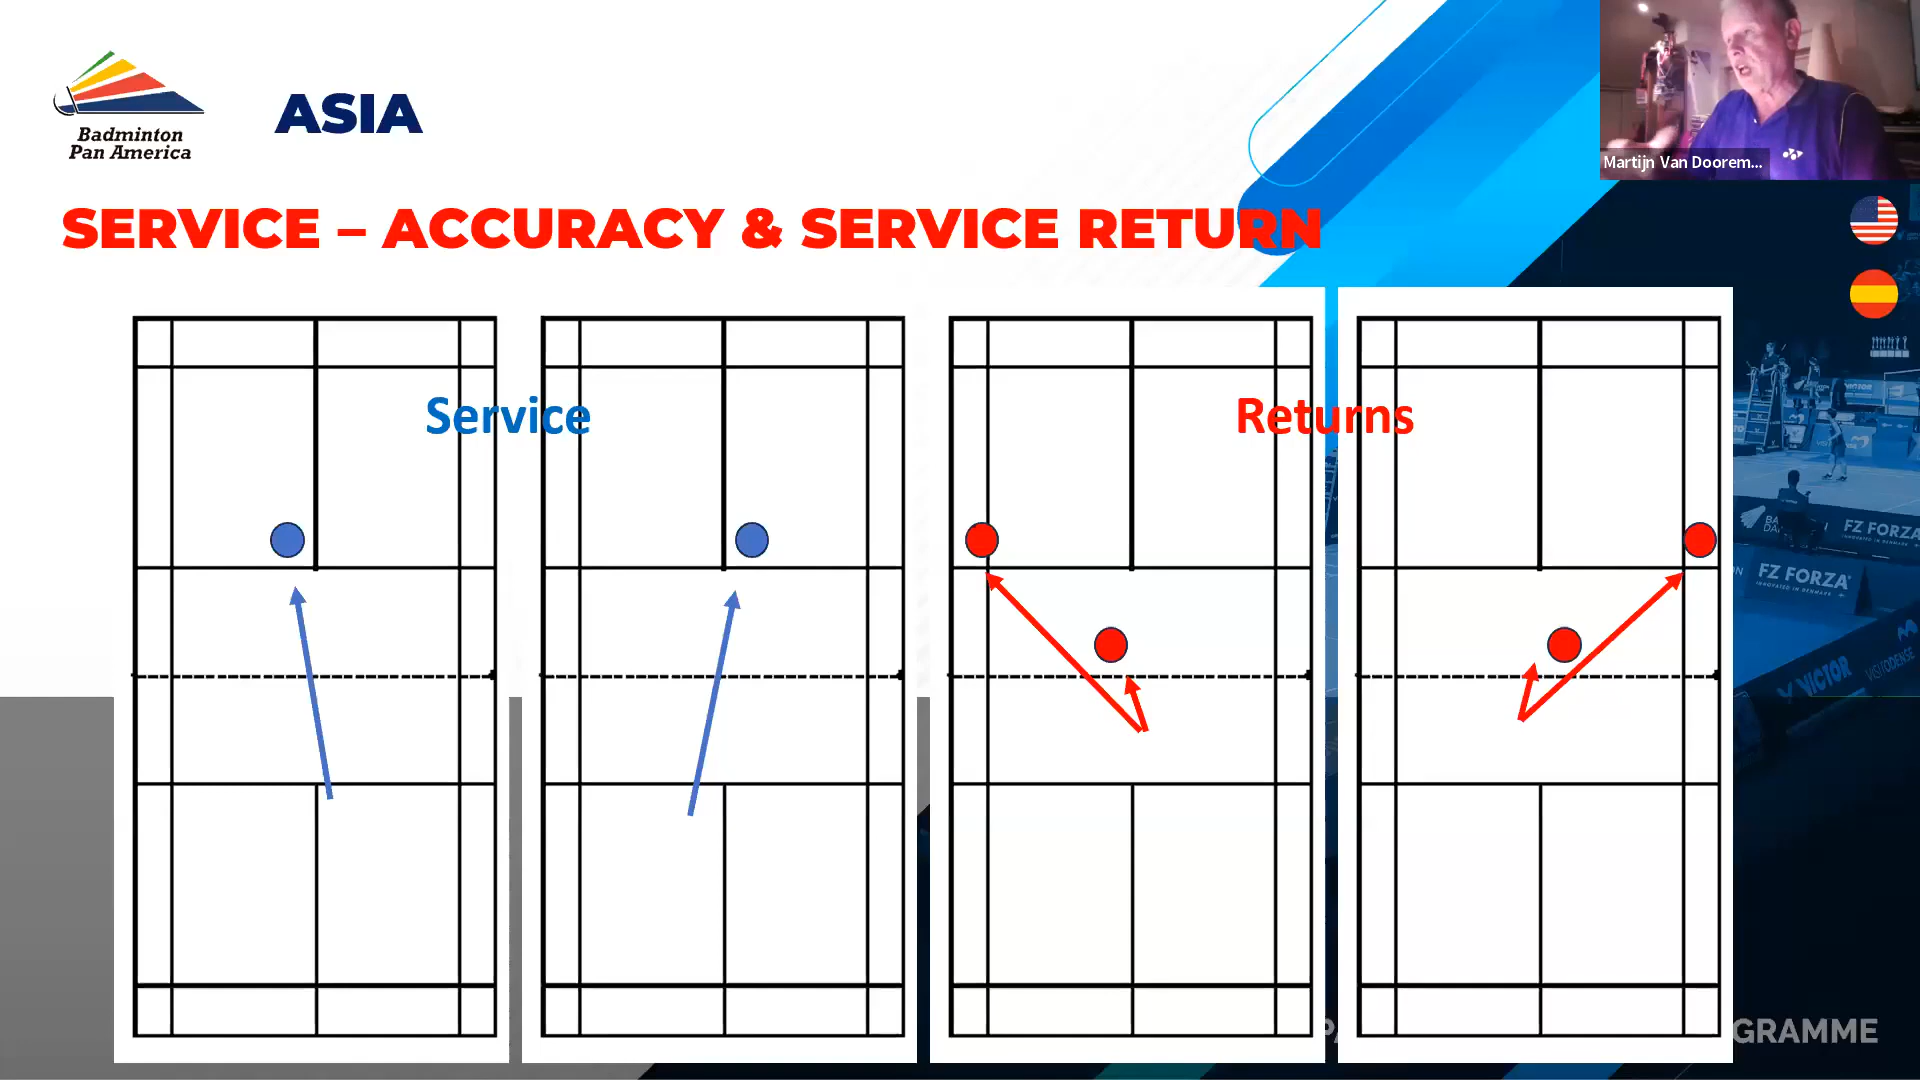 Badminton
Pan America
ASIA
Martijn Van Doorem...
SERVICE – ACCURACY & SERVICE RETURN
Service
Returns
FZ FORZA
FZ FORZA
VICTOR
GRAMME